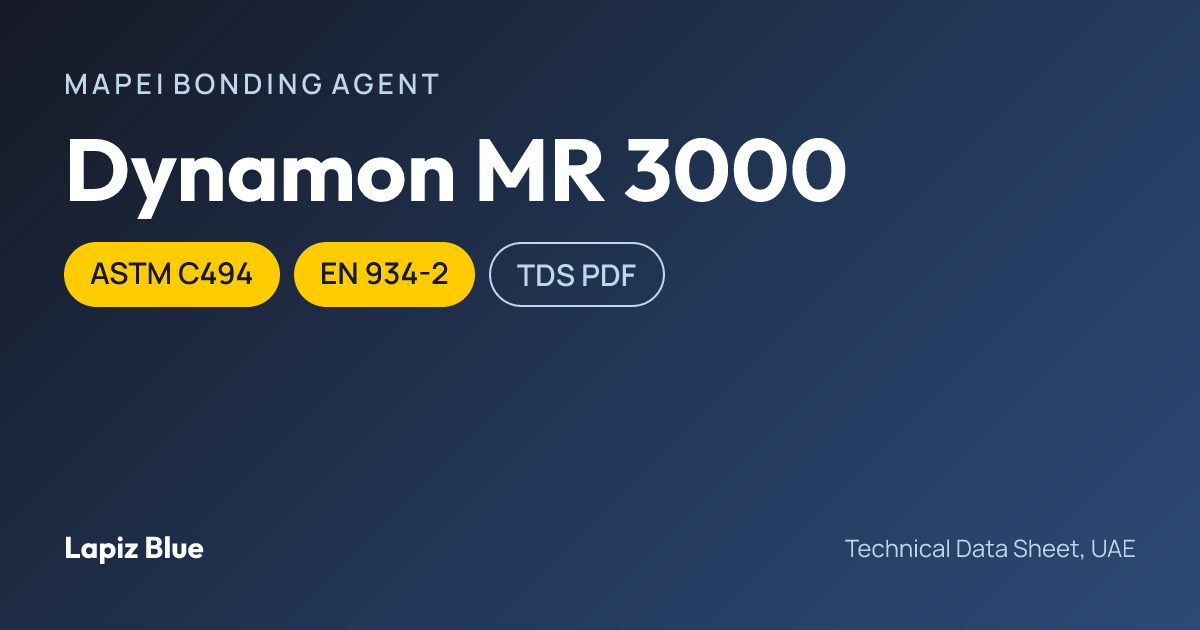 MAPEI BONDING AGENT
Dynamon MR 3000
ASTM C494 EN 934-2 TDS PDF
Lapiz Blue
Technical Data Sheet, UAE